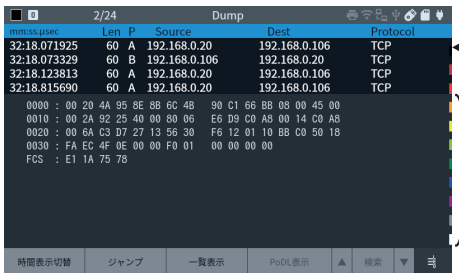 0 2/24 Dump
mm:ss.μsec Len P Source Dest Protocol
32:18.071925 60 A 192.168.0.20 192.168.0.106 TCP
32:18.073329 60 B 192.168.0.106 192.168.0.20 TCP
32:18.123813 60 A 192.168.0.20 192.168.0.106 TCP
32:18.815690 60 A 192.168.0.20 192.168.0.106 TCP
0000 : 00 20 4A 95 8E 8B 6C 4B 90 C1 66 BB 08 00 45 00
0010 : 00 2A 92 25 40 00 80 06 E6 D9 C0 A8 00 14 C0 A8
0020 : 00 6A C3 D7 27 13 56 30 F6 12 01 10 BB C0 50 18
0030 : FA EC 4F 0E 00 00 F0 01 00 00 00 00
FCS : E1 1A 75 78
時間表示切替 ジャンプ 一覧表示 PoDL表示 ▲ 検索 ▼